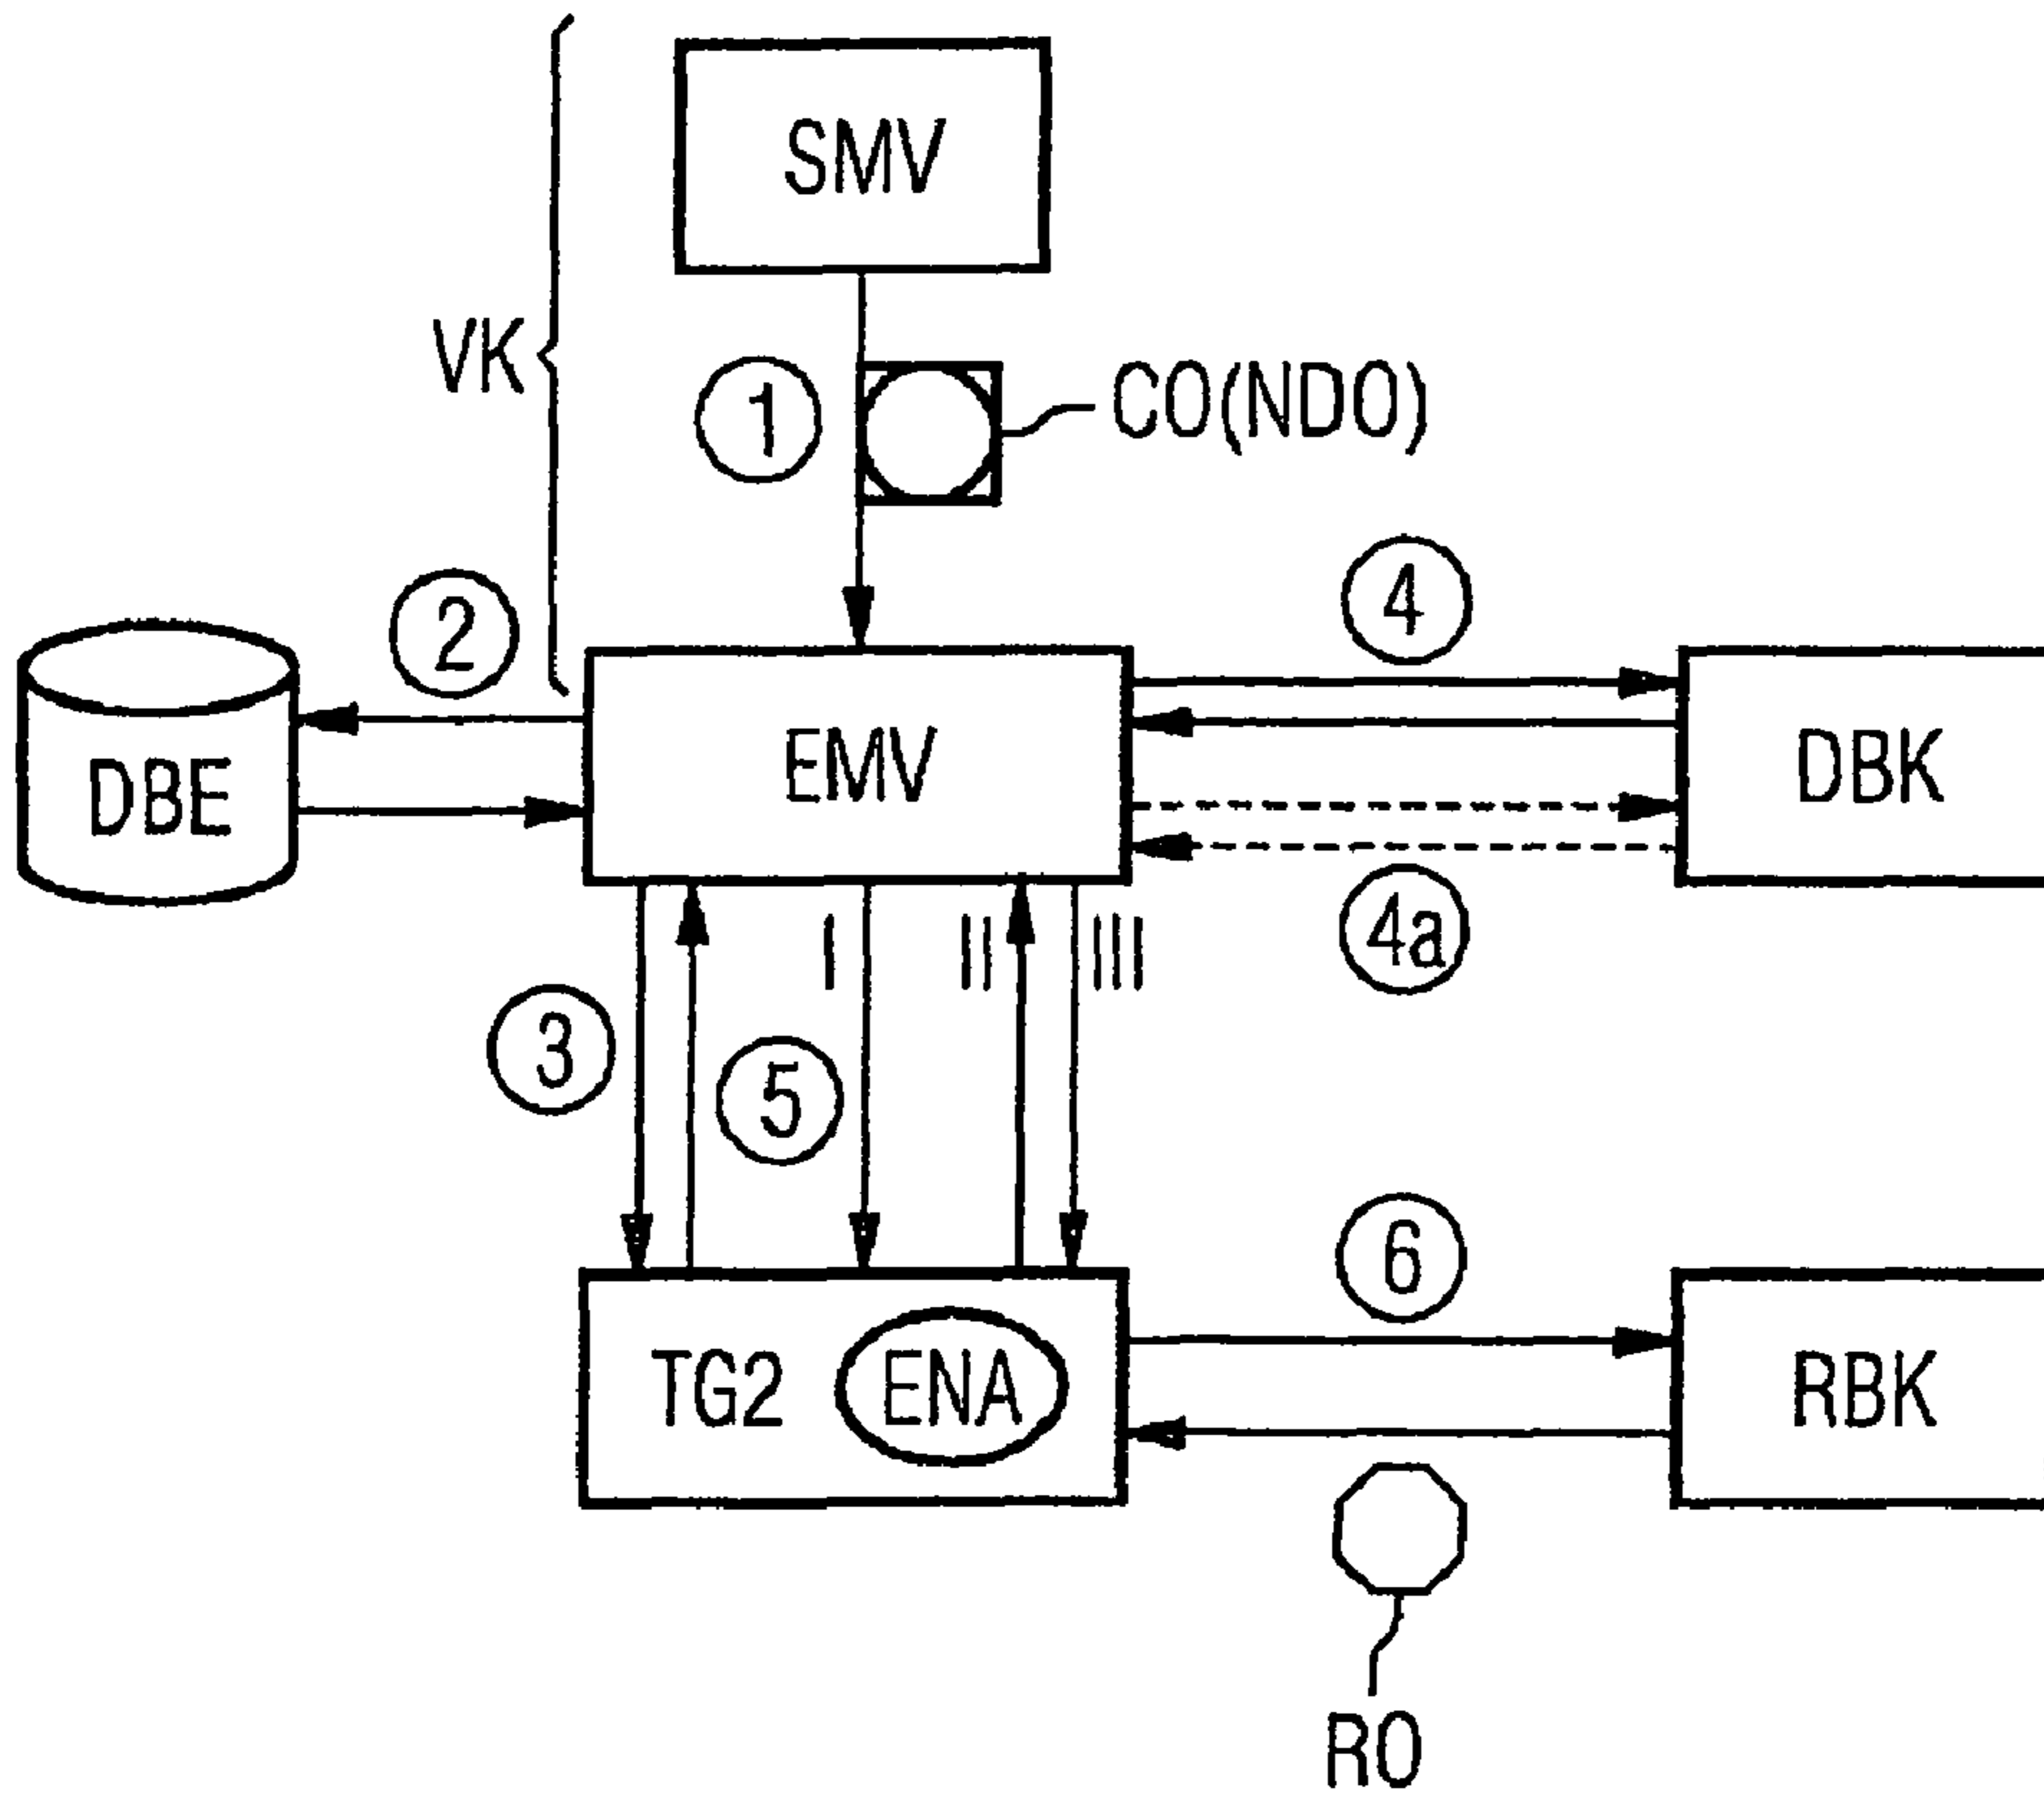 SMV
VK
1
CO(NDO)
2
4
DBE
EMV
DBK
4a
I
II
III
3
5
6
TG2
ENA
RBK
RO